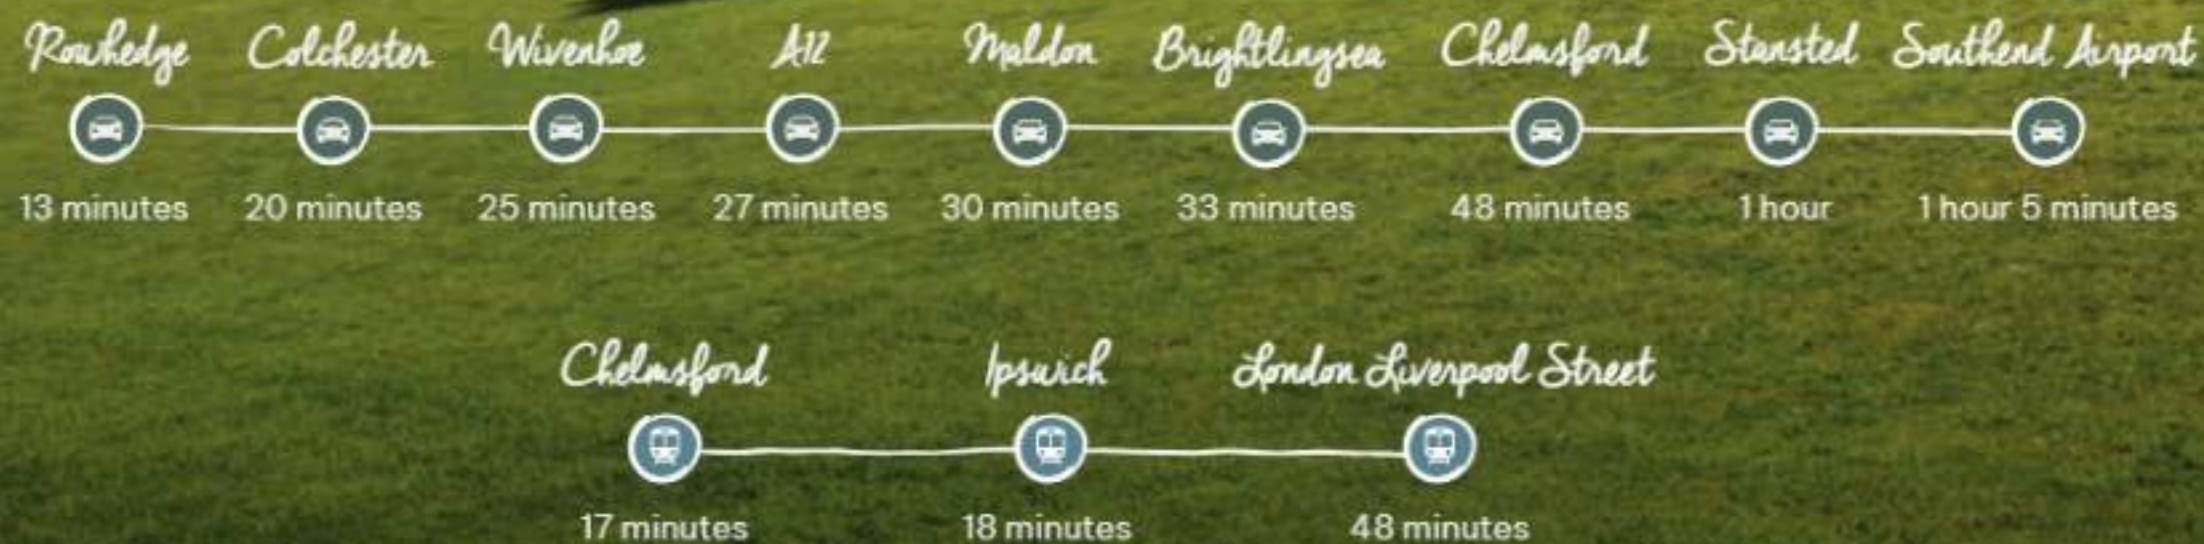 Rowhedge Colchester Wivenhoe A12 Maldon Brightlingsea Chelmsford Stansted Southend Airport
13 minutes 20 minutes 25 minutes 27 minutes 30 minutes 33 minutes 48 minutes 1 hour 1 hour 5 minutes
Chelmsford Ipswich London Liverpool Street
17 minutes 18 minutes 48 minutes